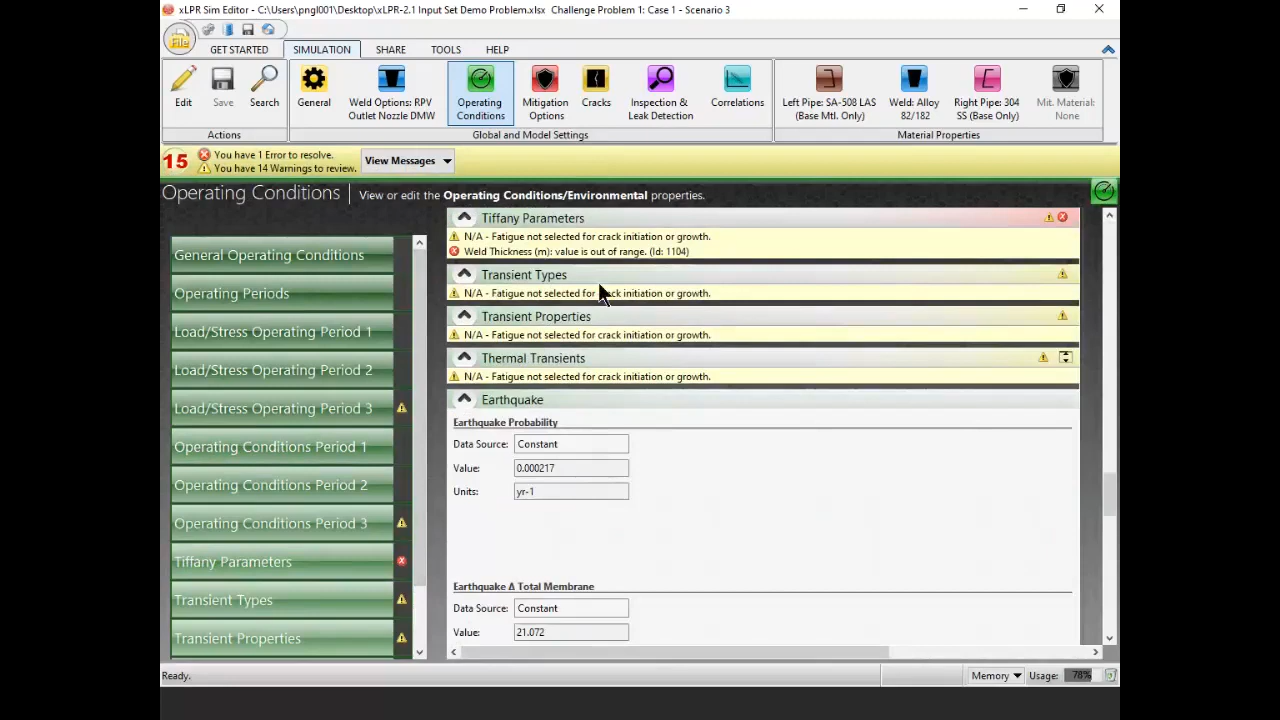 xLPR Sim Editor - C:\Users\pngl001\Desktop\xLPR-2.1 Input Set Demo Problem.xlsx Challenge Problem 1: Case 1 - Scenario 3
File
GET STARTED SIMULATION SHARE TOOLS HELP
Edit
Save
Search
General
Weld Options: RPV
Outlet Nozzle DMW
Operating
Conditions
Mitigation
Options
Cracks
Inspection &
Leak Detection
Correlations
Left Pipe: SA-508 LAS
(Base Mtl. Only)
Weld: Alloy
82/182
Right Pipe: 304
SS (Base Only)
Mit. Material:
None
Actions
Global and Model Settings
Material Properties
15
You have 1 Error to resolve.
You have 14 Warnings to review.
View Messages
Operating Conditions View or edit the Operating Conditions/Environmental properties.
General Operating Conditions
Operating Periods
Load/Stress Operating Period 1
Load/Stress Operating Period 2
Load/Stress Operating Period 3
Operating Conditions Period 1
Operating Conditions Period 2
Operating Conditions Period 3
Tiffany Parameters
Transient Types
Transient Properties
Tiffany Parameters
N/A - Fatigue not selected for crack initiation or growth.
Weld Thickness (m): value is out of range. (Id: 1104)
Transient Types
N/A - Fatigue not selected for crack initiation or growth.
Transient Properties
N/A - Fatigue not selected for crack initiation or growth.
Thermal Transients
N/A - Fatigue not selected for crack initiation or growth.
Earthquake
Earthquake Probability
Data Source: Constant
Value: 0.000217
Units: yr-1
Earthquake Δ Total Membrane
Data Source: Constant
Value: 21.072
Ready.
Memory
Usage: 78%